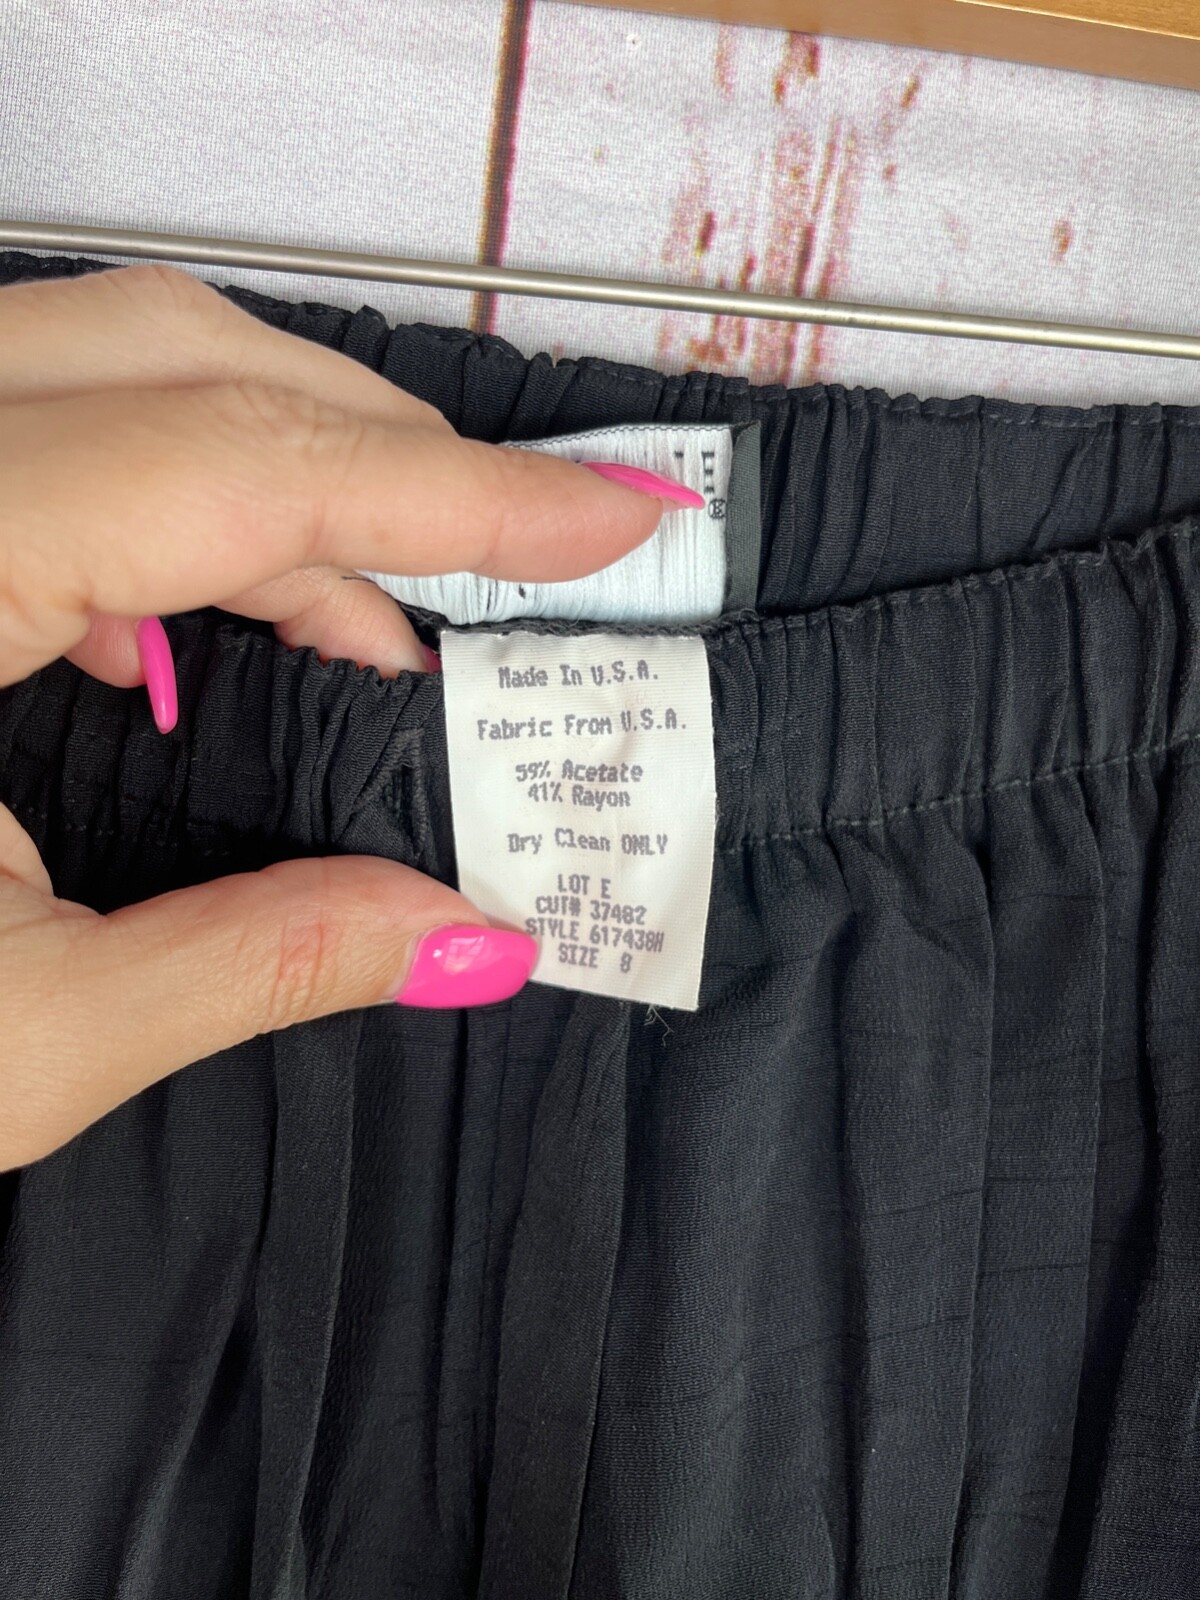 Made In U.S.A.
Fabric From U.S.A.
59% Acetate
41% Rayon
Dry Clean ONLY
LOT E
CUT# 37482
STYLE 617438H
SIZE 8